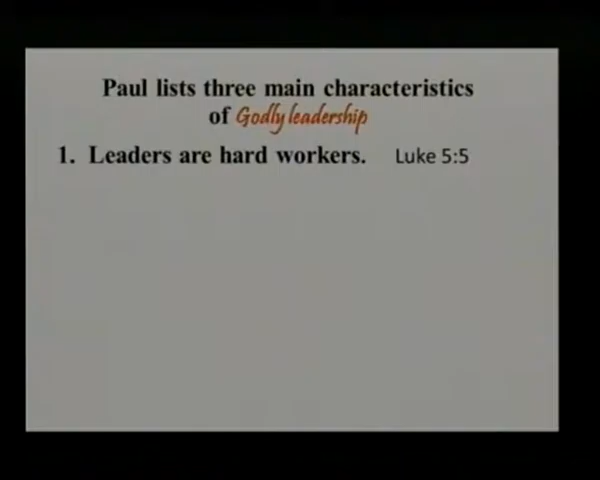 Paul lists three main characteristics
of Godly leadership
1. Leaders are hard workers. Luke 5:5